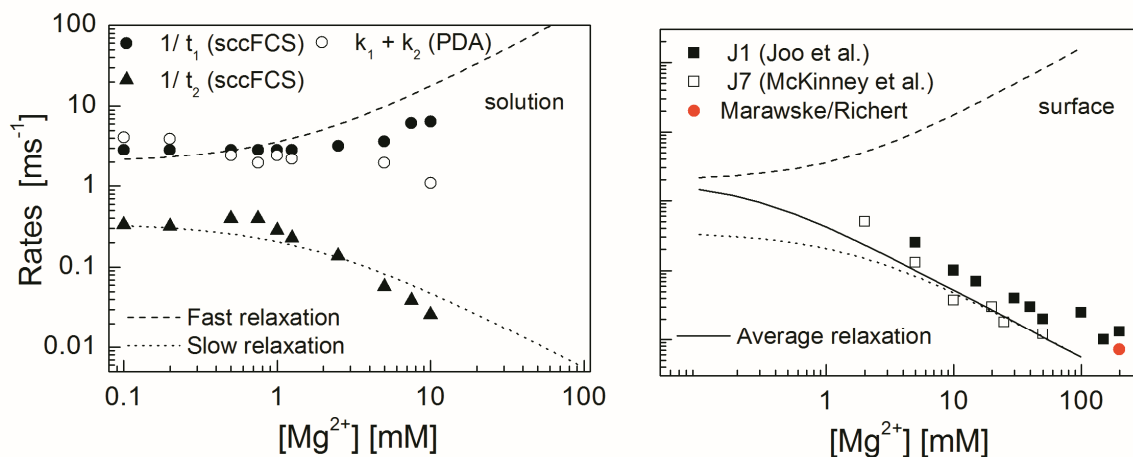 100
1/ t1 (sccFCS) k1 + k2 (PDA)
1/ t2 (sccFCS)
10
solution
1
0.1
Fast relaxation
0.01
Slow relaxation
0.1 1 10 100
Rates [ms-1]
[Mg2+] [mM]
J1 (Joo et al.)
J7 (McKinney et al.)
surface
Marawske/Richert
Average relaxation
1 10 100
[Mg2+] [mM]